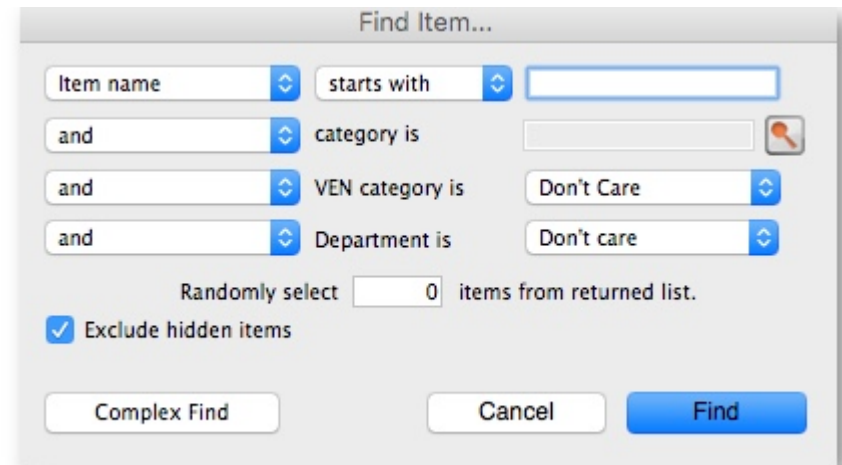 Find Item...
Item name starts with
and category is
and VEN category is Don't Care
and Department is Don't care
Randomly select 0 items from returned list.
Exclude hidden items
Complex Find Cancel Find